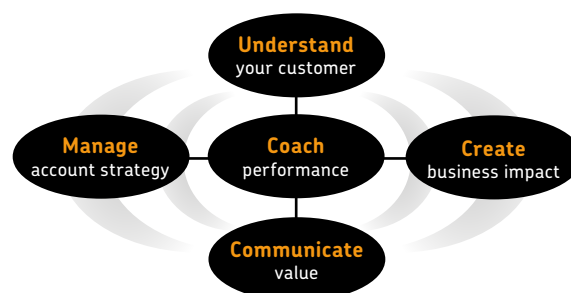 Understand
your customer
Manage
account strategy
Coach
performance
Create
business impact
Communicate
value